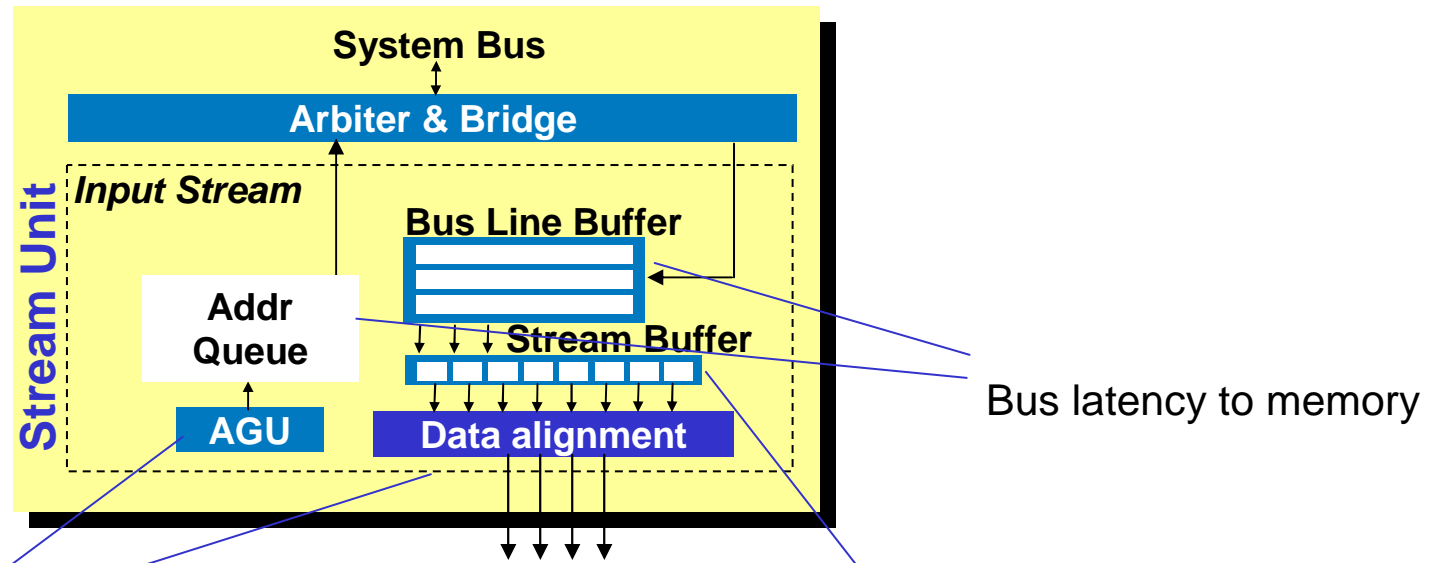 System Bus
Arbiter & Bridge
Stream Unit
Input Stream
Bus Line Buffer
Addr
Queue
Stream Buffer
AGU
Data alignment
Bus latency to memory